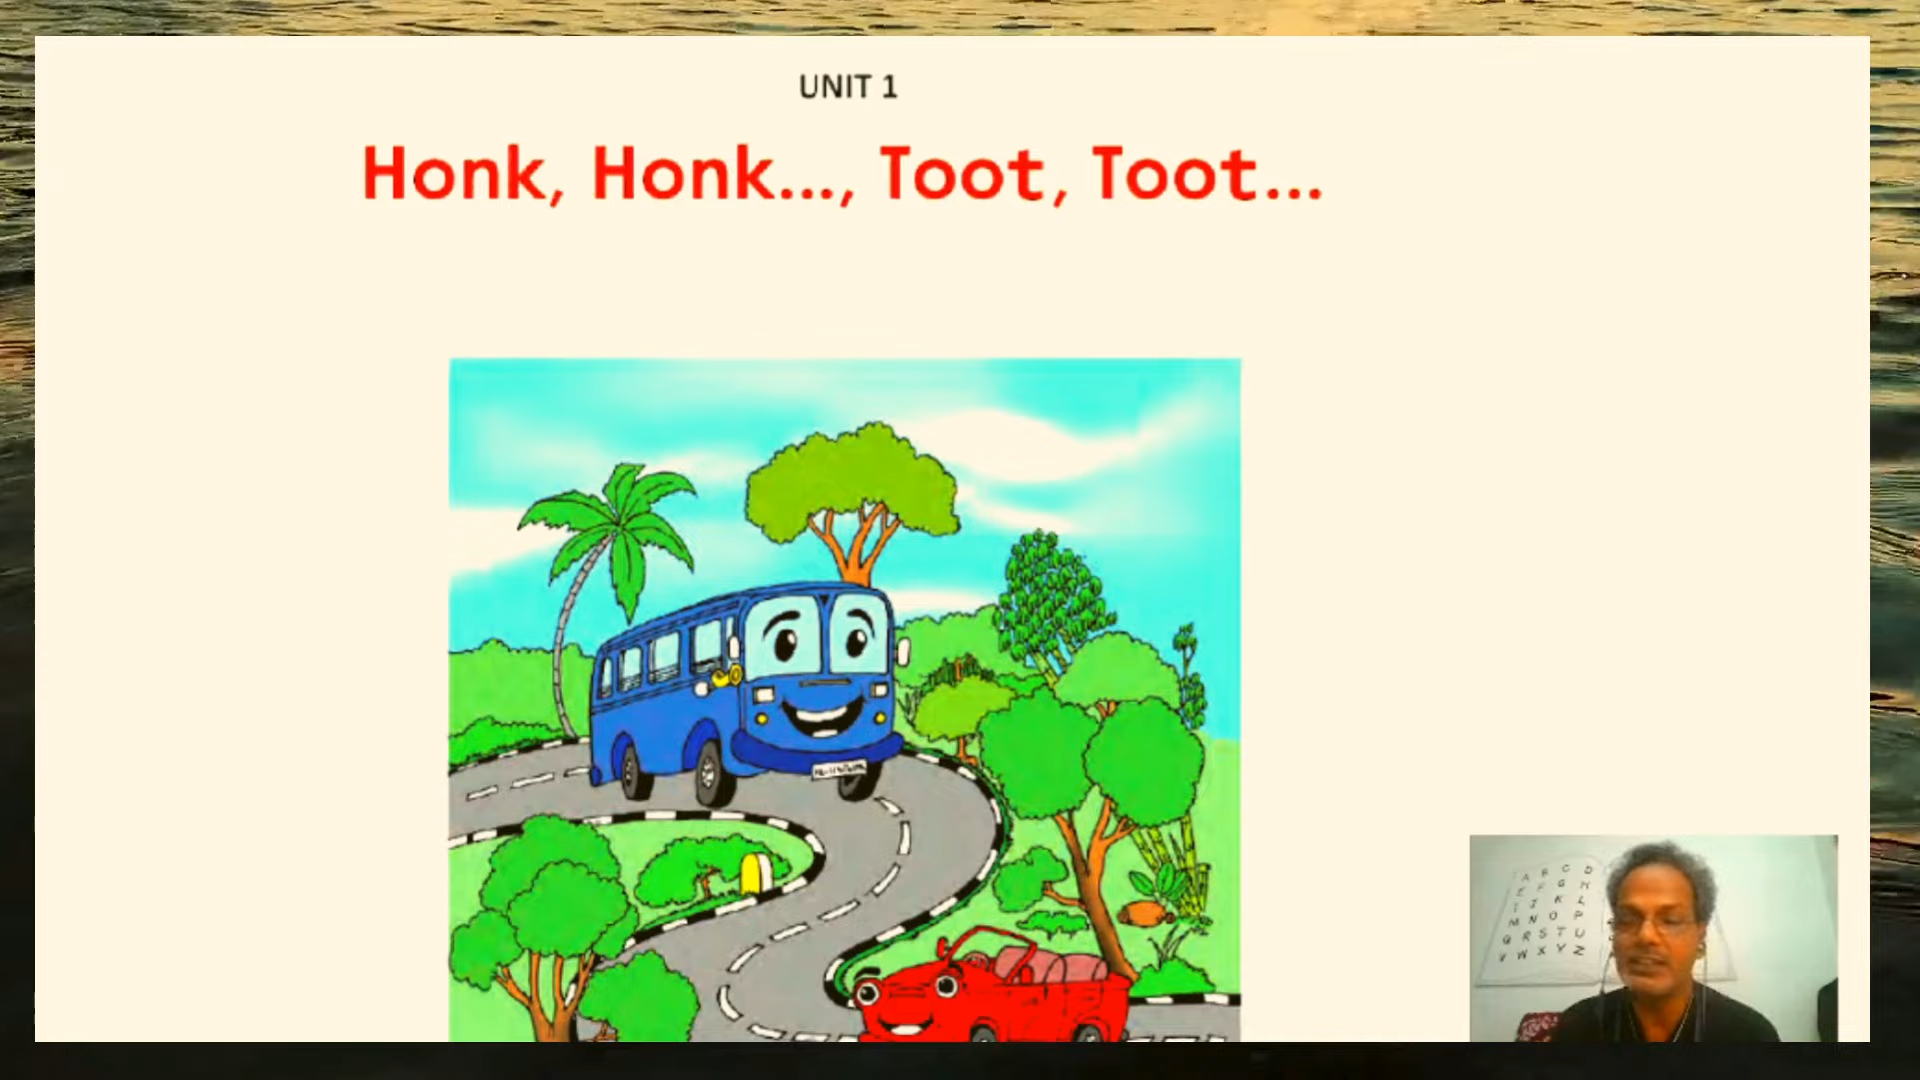 UNIT 1
Honk, Honk..., Toot, Toot...
A B C D
E F G H
I J K L
M N O P
Q R S T U
V W X Y Z